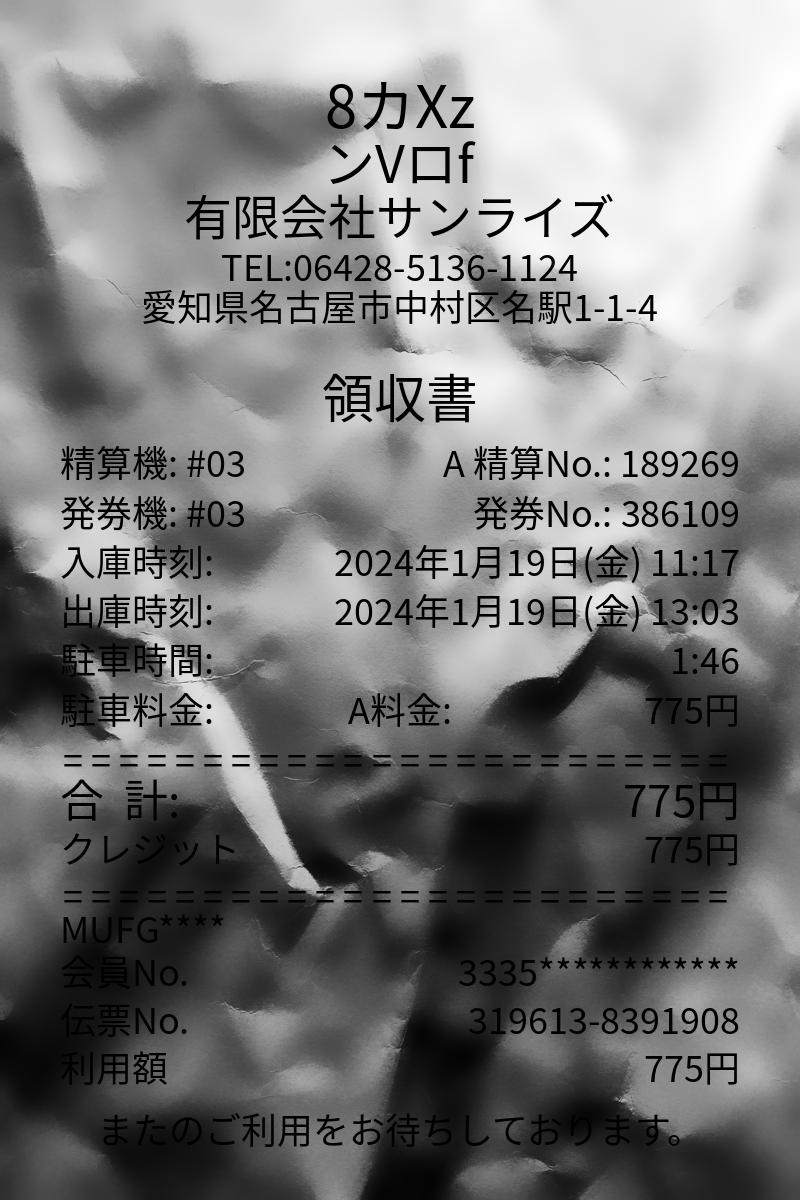 8カXz
ンVロf
有限会社サンライズ
TEL:06428-5136-1124
愛知県名古屋市中村区名駅1-1-4
領収書
精算機: #03 A 精算No.: 189269
発券機: #03 発券No.: 386109
入庫時刻: 2024年1月19日(金) 11:17
出庫時刻: 2024年1月19日(金) 13:03
駐車時間: 1:46
駐車料金: A料金: 775円
========================
合 計: 775円
クレジット 775円
========================
MUFG****
会員No. 3335************
伝票No. 319613-8391908
利用額 775円
またのご利用をお待ちしております。